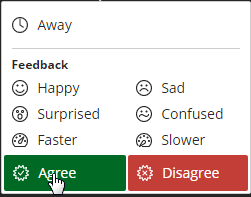 Away
Feedback
Happy Sad
Surprised Confused
Faster Slower
Agree Disagree